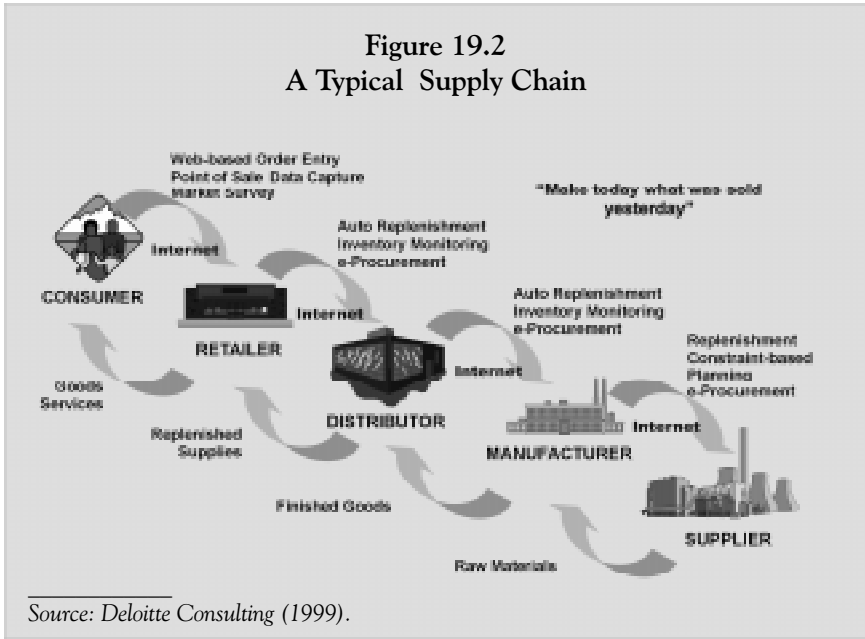 Figure 19.2
A Typical Supply Chain
Web-based Order Entry
Point of Sale Data Capture
Market Survey
"Make today what was sold
yesterday"
Auto Replenishment
Inventory Monitoring
e-Procurement
Internet
CONSUMER
Auto Replenishment
Inventory Monitoring
e-Procurement
Internet
RETAILER
Replenishment
Constraint-based
Planning
e-Procurement
Internet
Goods
Services
DISTRIBUTOR
Internet
Replenished
Supplies
MANUFACTURER
Finished Goods
SUPPLIER
Raw Materials
Source: Deloitte Consulting (1999).